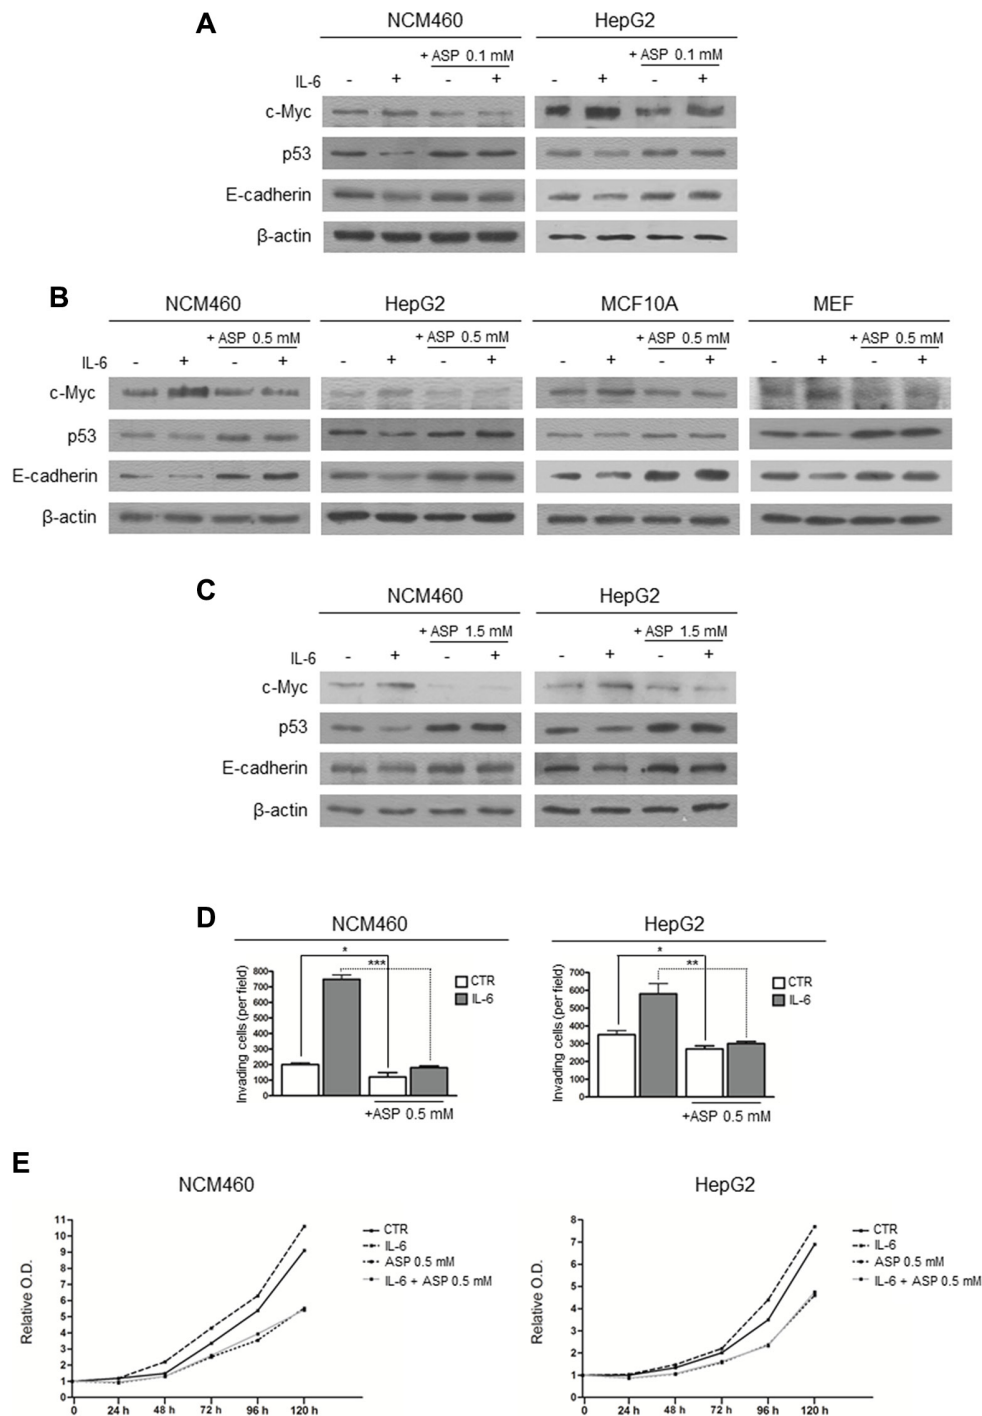 A
NCM460 HepG2
+ ASP 0.1 mM + ASP 0.1 mM
IL-6 - + - + - + - +
c-Myc
p53
E-cadherin
β-actin
B
NCM460 HepG2 MCF10A MEF
+ ASP 0.5 mM + ASP 0.5 mM + ASP 0.5 mM + ASP 0.5 mM
IL-6 - + - + - + - + - + - + - + - +
c-Myc
p53
E-cadherin
β-actin
C
NCM460 HepG2
+ ASP 1.5 mM + ASP 1.5 mM
IL-6 - + - + - + - +
c-Myc
p53
E-cadherin
β-actin
D
NCM460
* 
***
Invading cells (per field)
800
700
600
500
400
300
200
100
0
CTR
IL-6
+ASP 0.5 mM
HepG2
*
**
Invading cells (per field)
700
600
500
400
300
200
100
0
CTR
IL-6
+ASP 0.5 mM
E
NCM460
Relative O.D.
11
10
9
8
7
6
5
4
3
2
1
0
0 24 h 48 h 72 h 96 h 120 h
CTR
IL-6
ASP 0.5 mM
IL-6 + ASP 0.5 mM
HepG2
Relative O.D.
8
7
6
5
4
3
2
1
0
0 24 h 48 h 72 h 96 h 120 h
CTR
IL-6
ASP 0.5 mM
IL-6 + ASP 0.5 mM